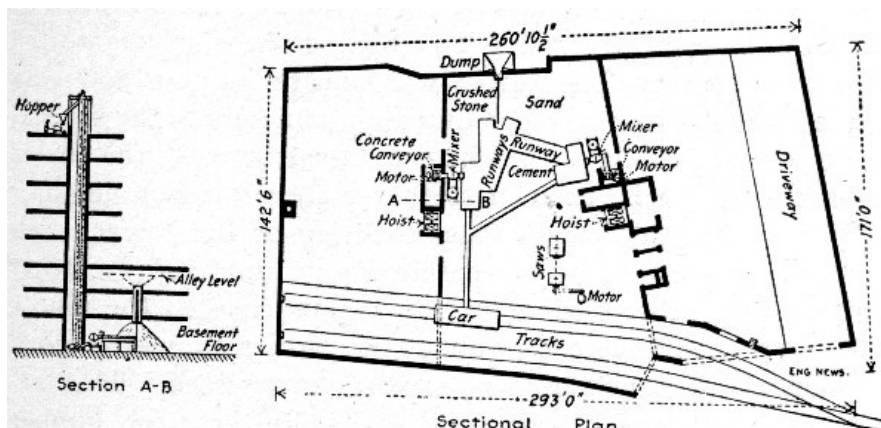 Hopper
Alley Level
Basement
Floor
Section A-B
260' 10 1/2"
Dump
Crushed
Stone
Sand
Mixer
Concrete
Conveyor
Mixer
Runways
Runway
Conveyor
Motor
Motor
Cement
A
B
Hoist
Hoist
Driveway
142' 6"
171' 0"
Saws
Motor
Car
Tracks
ENG NEWS.
293' 0"
Sectional Plan